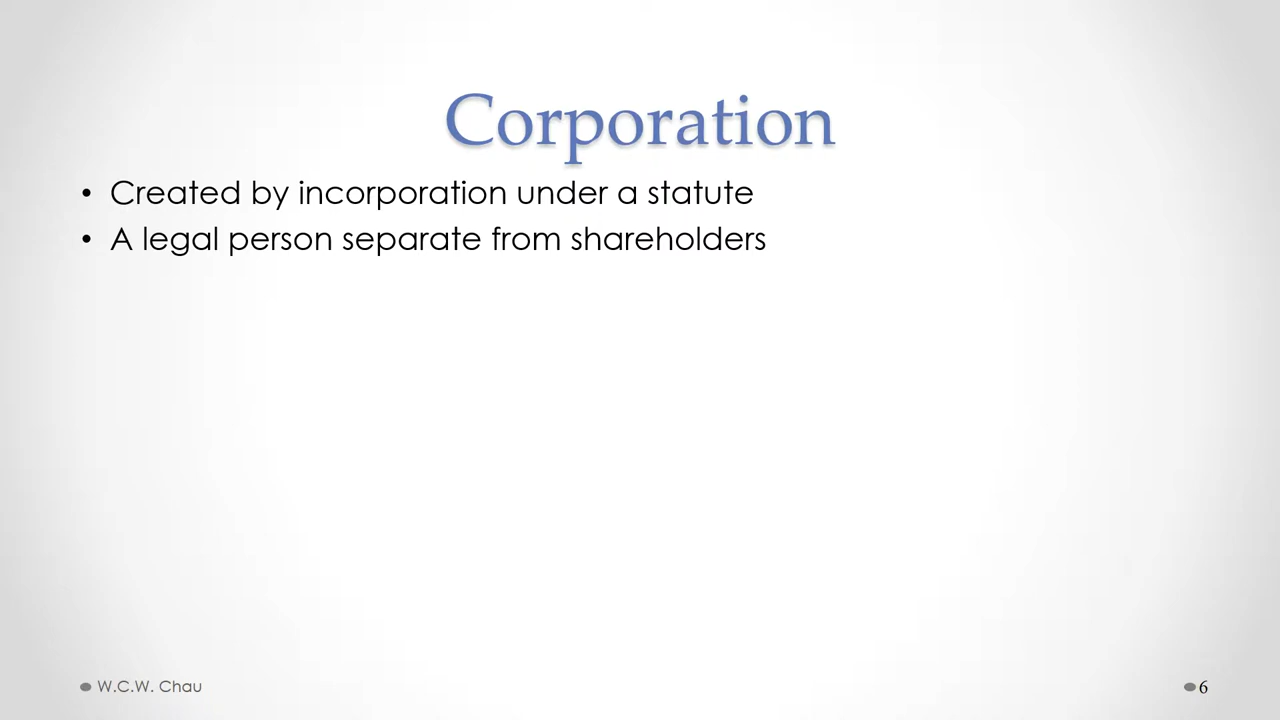 Corporation
• Created by incorporation under a statute
• A legal person separate from shareholders
W.C.W. Chau
6